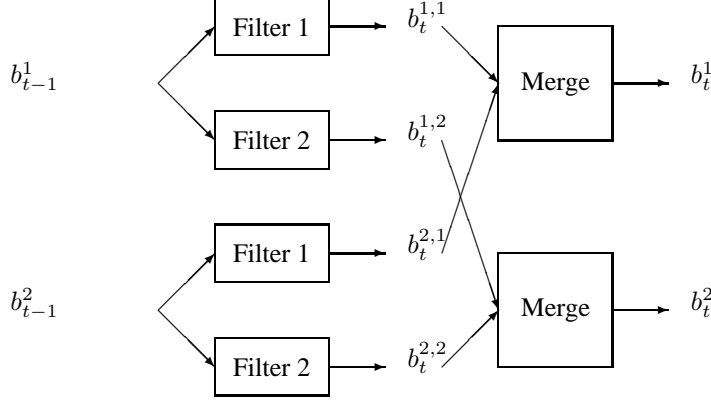 Filter 1
b_t^{1,1}
b_{t-1}^1
Merge
b_t^1
Filter 2
b_t^{1,2}
Filter 1
b_t^{2,1}
b_{t-1}^2
Merge
b_t^2
Filter 2
b_t^{2,2}